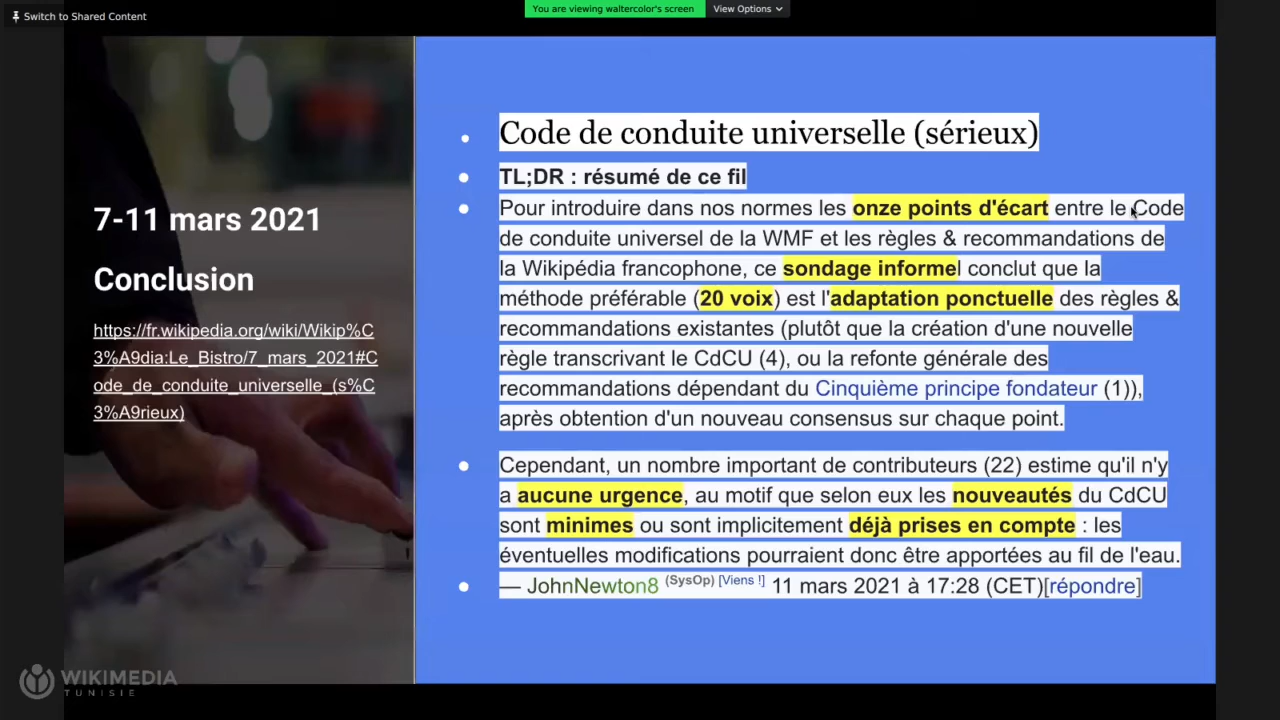 Switch to Shared Content
You are viewing waltercolor's screen
View Options
7-11 mars 2021
Conclusion
https://fr.wikipedia.org/wiki/Wikip%C
3%A9dia:Le_Bistro/7_mars_2021#C
ode_de_conduite_universelle_(s%C
3%A9rieux)
Code de conduite universelle (sérieux)
TL;DR : résumé de ce fil
Pour introduire dans nos normes les onze points d'écart entre le Code
de conduite universel de la WMF et les règles & recommandations de
la Wikipédia francophone, ce sondage informel conclut que la
méthode préférable (20 voix) est l'adaptation ponctuelle des règles &
recommandations existantes (plutôt que la création d'une nouvelle
règle transcrivant le CdCU (4), ou la refonte générale des
recommandations dépendant du Cinquième principe fondateur (1)),
après obtention d'un nouveau consensus sur chaque point.
Cependant, un nombre important de contributeurs (22) estime qu'il n'y
a aucune urgence, au motif que selon eux les nouveautés du CdCU
sont minimes ou sont implicitement déjà prises en compte : les
éventuelles modifications pourraient donc être apportées au fil de l'eau.
— JohnNewton8 (SysOp) [Viens !] 11 mars 2021 à 17:28 (CET)[répondre]
WIKIMEDIA
TUNISIE